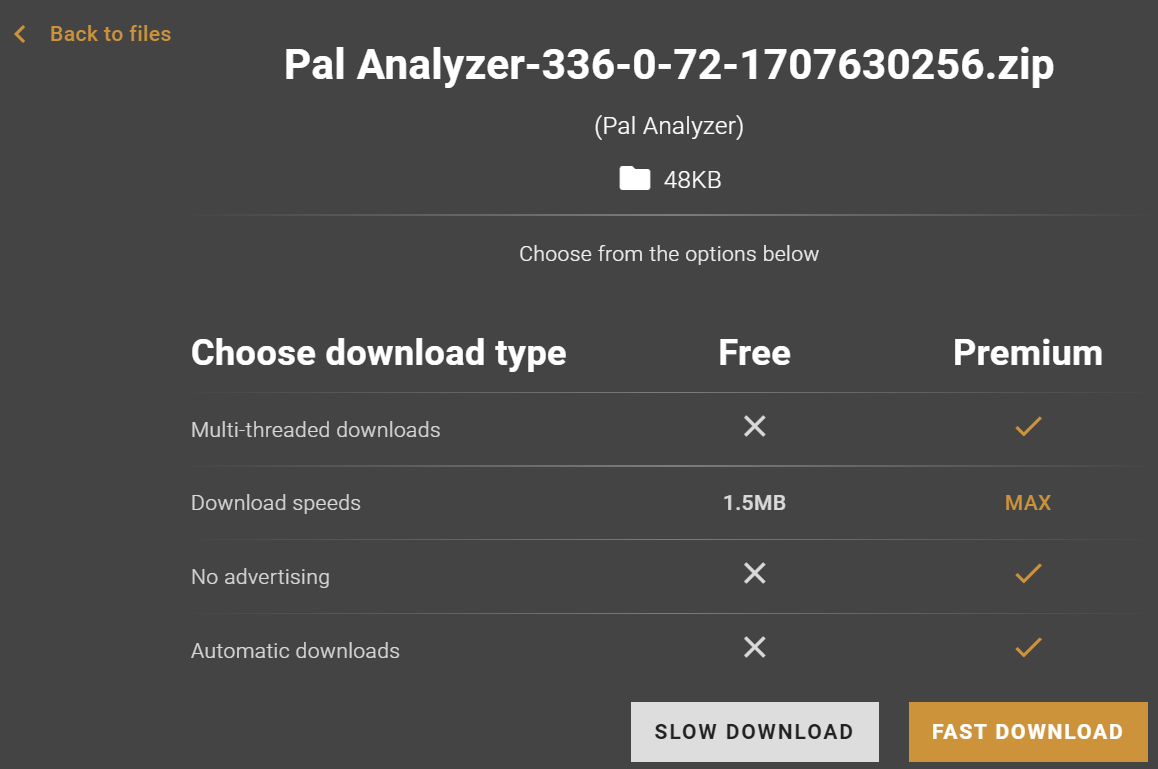 Back to files
Pal Analyzer-336-0-72-1707630256.zip
(Pal Analyzer)
48KB
Choose from the options below
Choose download type Free Premium
Multi-threaded downloads
Download speeds 1.5MB MAX
No advertising
Automatic downloads
SLOW DOWNLOAD FAST DOWNLOAD